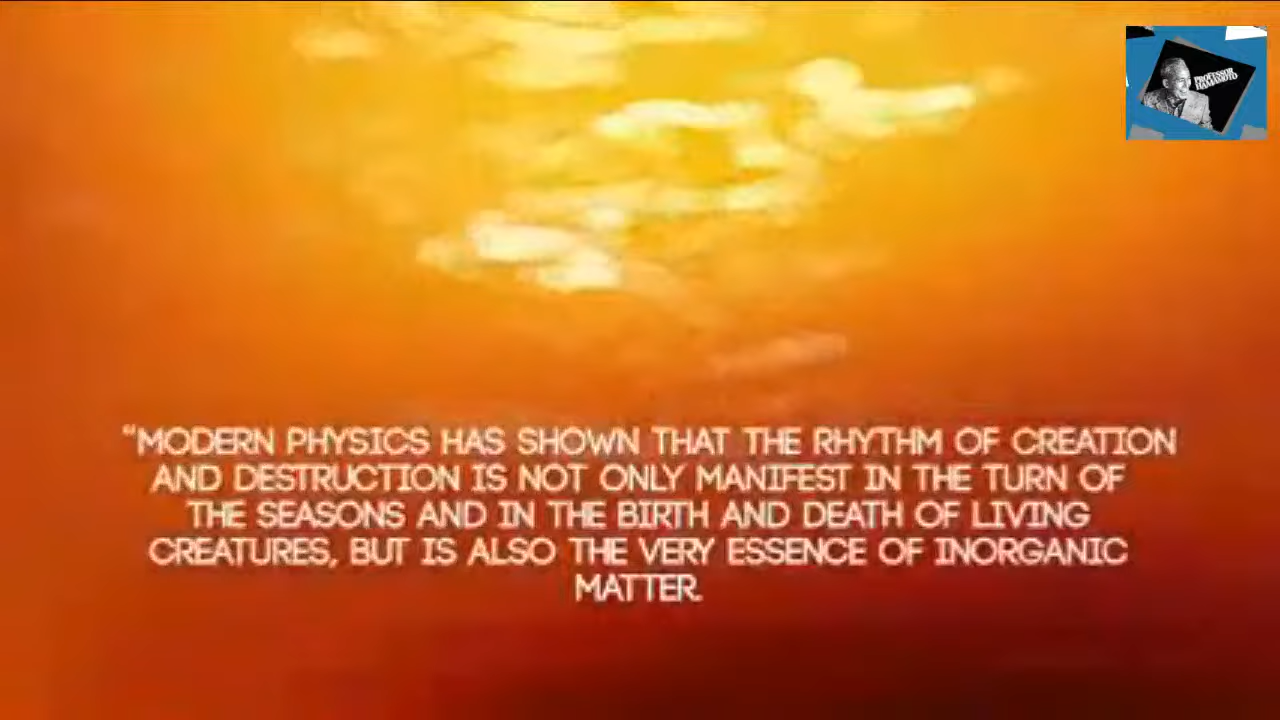 PROFESSOR
HAMAMOTO
“MODERN PHYSICS HAS SHOWN THAT THE RHYTHM OF CREATION
AND DESTRUCTION IS NOT ONLY MANIFEST IN THE TURN OF
THE SEASONS AND IN THE BIRTH AND DEATH OF LIVING
CREATURES, BUT IS ALSO THE VERY ESSENCE OF INORGANIC
MATTER.